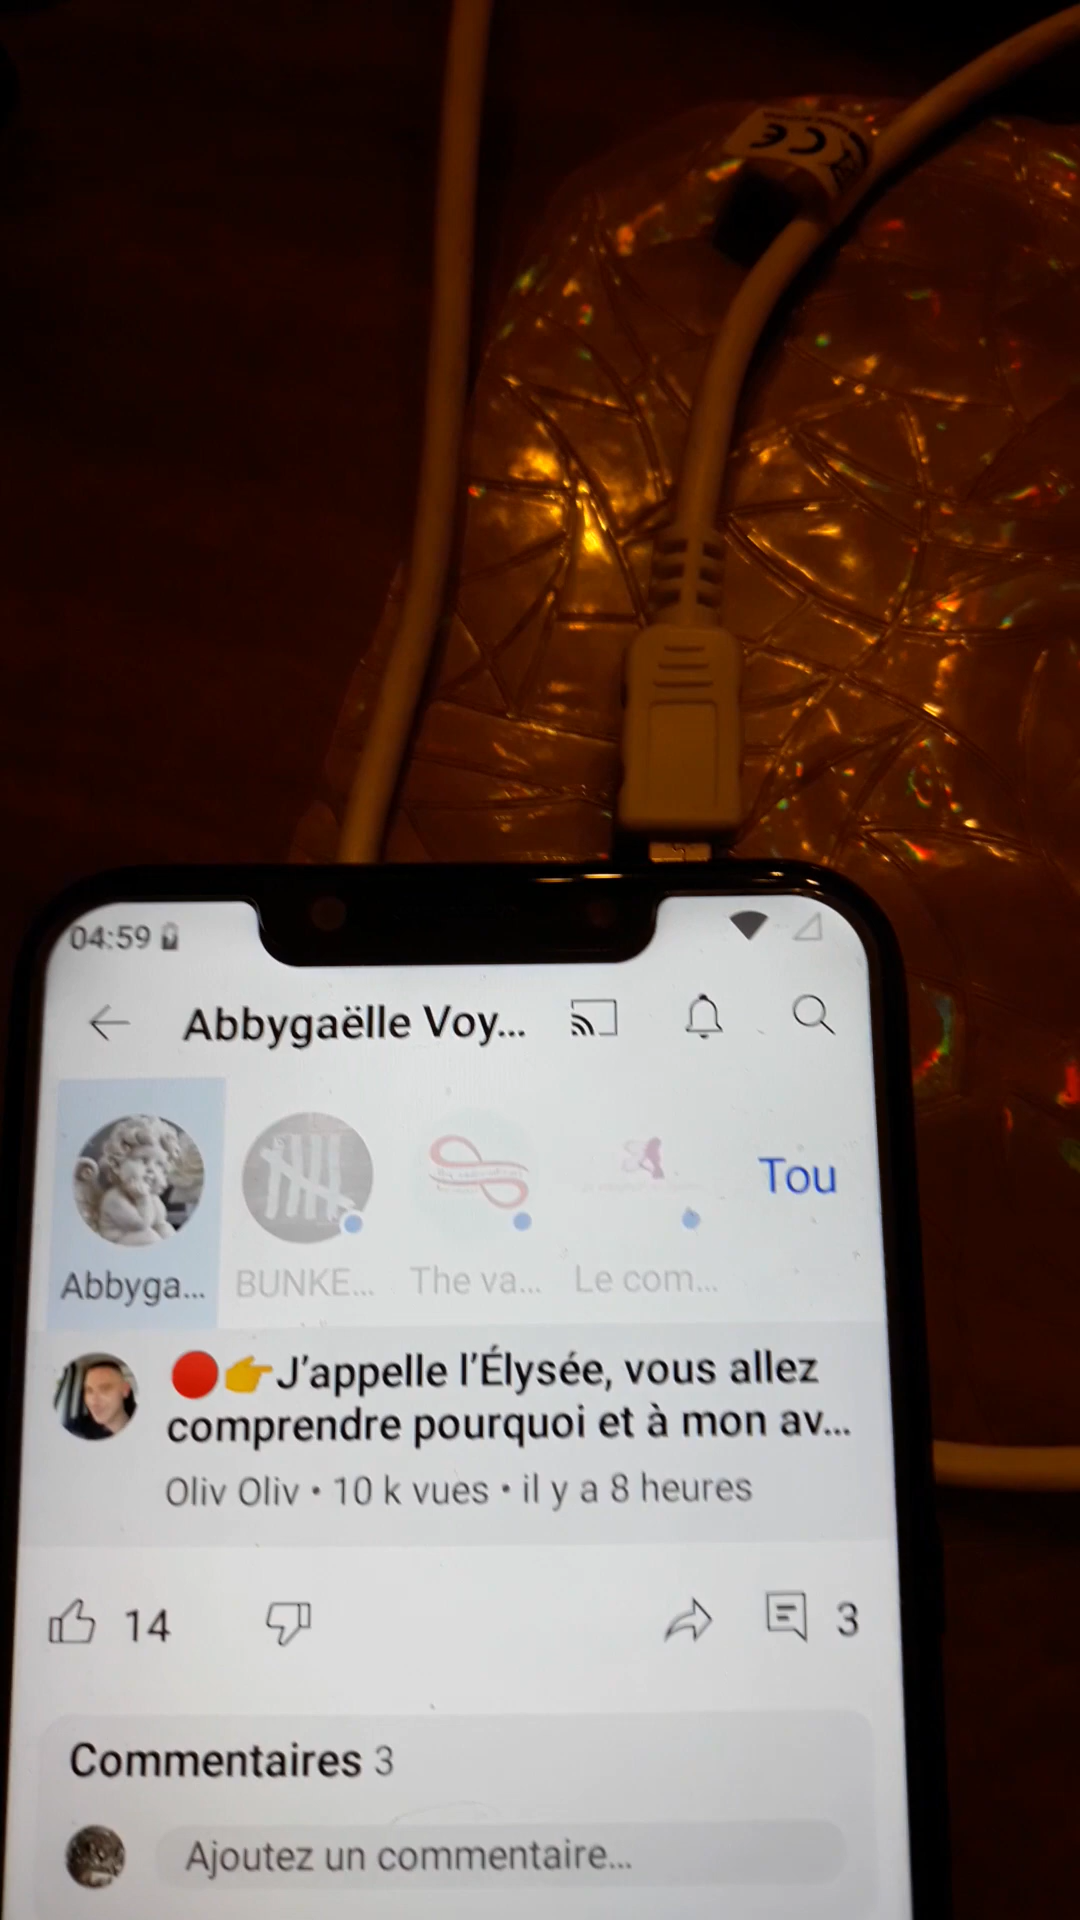 CE
04:59
Abbygaëlle Voy...
Tou
Abbyga...
BUNKE...
The va...
Le com...
🔴👉J'appelle l'Élysée, vous allez
comprendre pourquoi et à mon av...
Oliv Oliv • 10 k vues • il y a 8 heures
14
3
Commentaires 3
Ajoutez un commentaire...